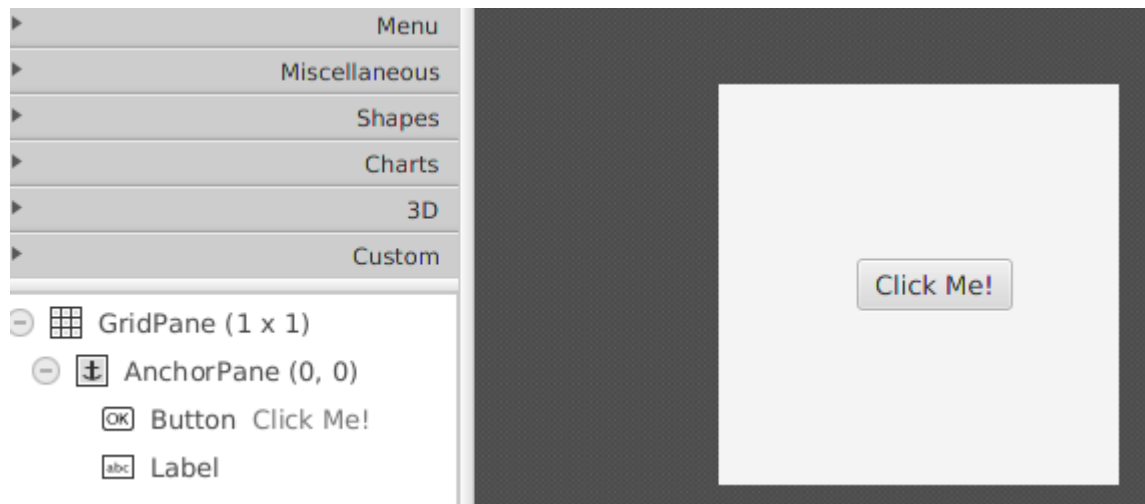 Menu
Miscellaneous
Shapes
Charts
3D
Custom
GridPane (1 x 1)
AnchorPane (0, 0)
OK Button Click Me!
abc Label
Click Me!